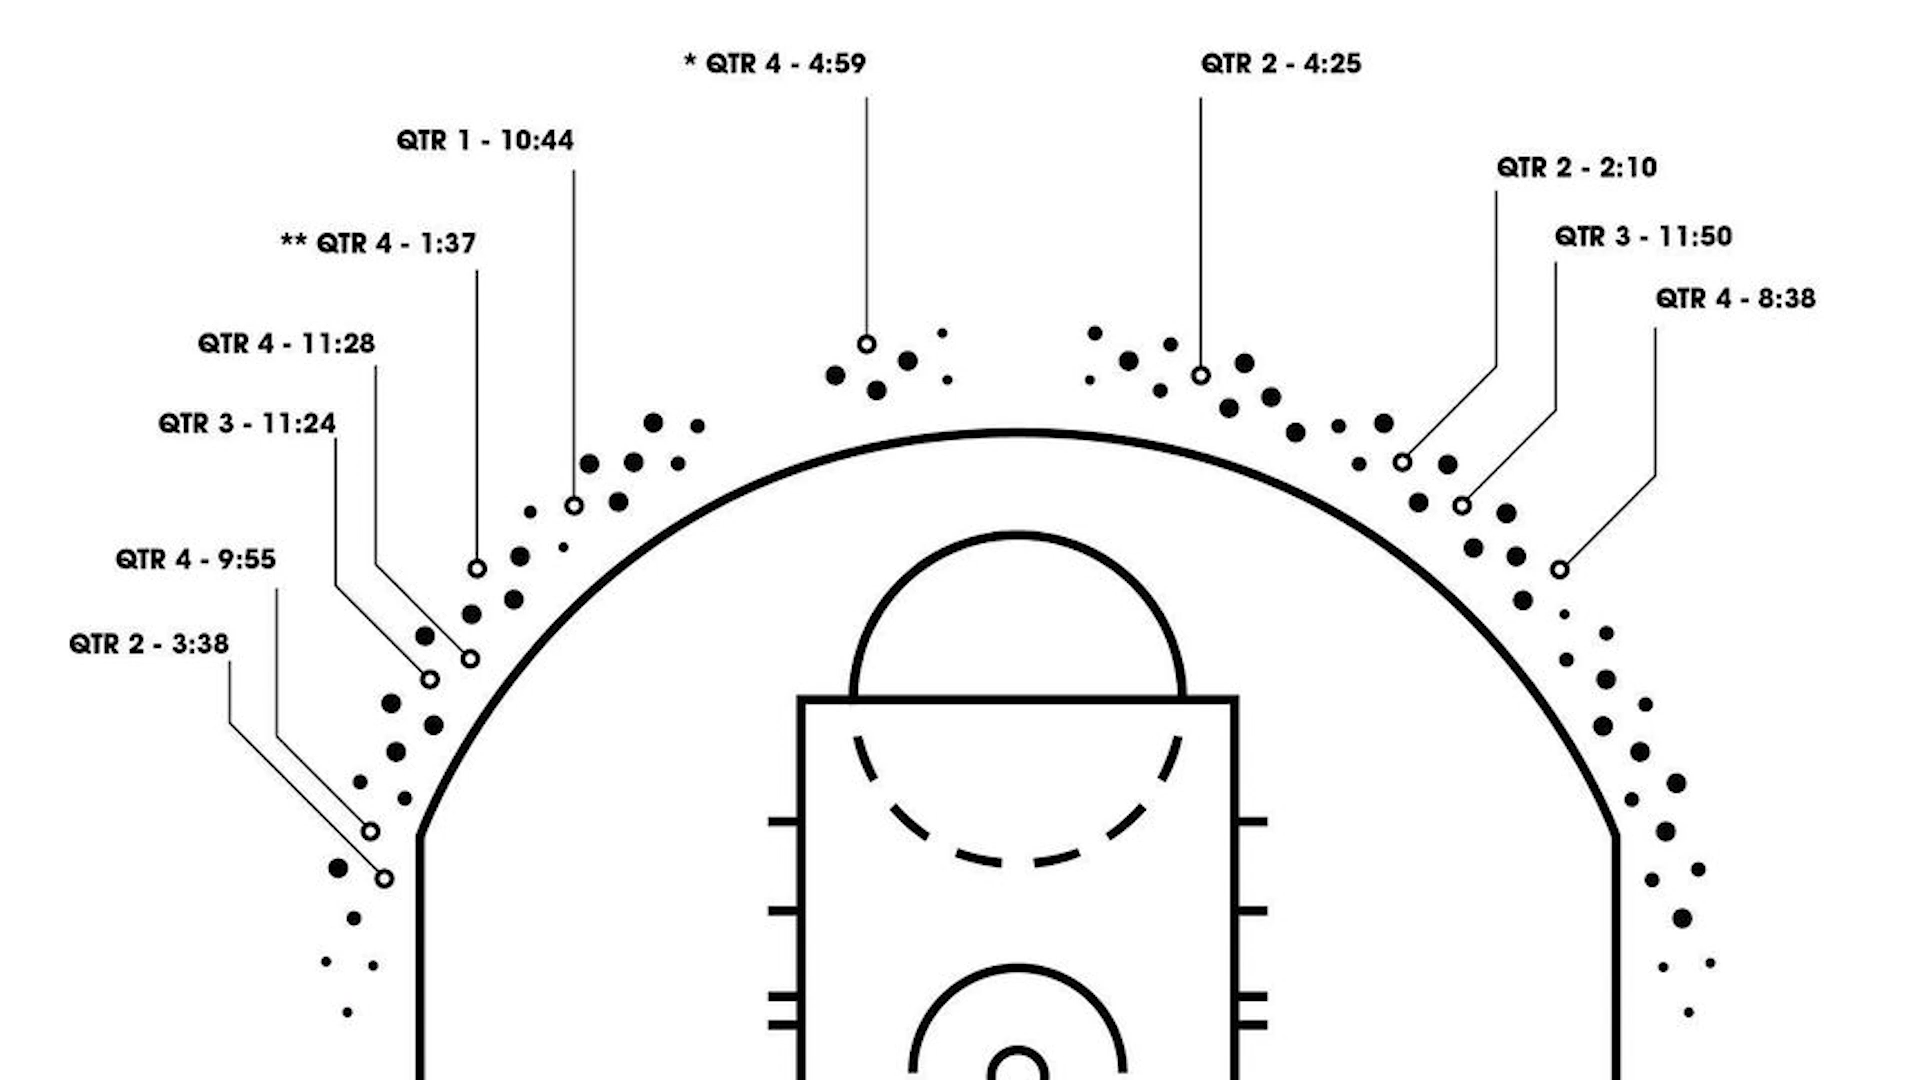 * QTR 4 - 4:59
QTR 2 - 4:25
QTR 1 - 10:44
QTR 2 - 2:10
** QTR 4 - 1:37
QTR 3 - 11:50
QTR 4 - 8:38
QTR 4 - 11:28
QTR 3 - 11:24
QTR 4 - 9:55
QTR 2 - 3:38